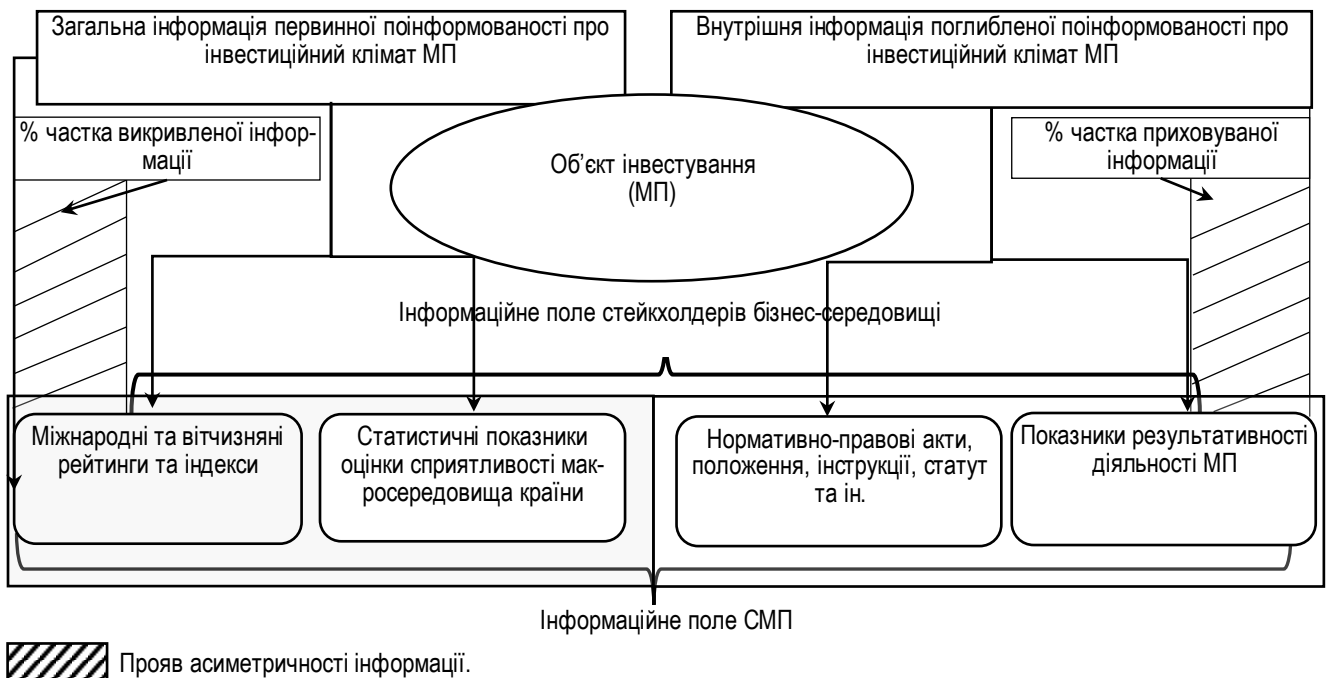 Загальна інформація первинної поінформованості про
інвестиційний клімат МП
Внутрішня інформація поглибленої поінформованості про
інвестиційний клімат МП
% частка викривленої інфор-
мації
Об’єкт інвестування
(МП)
% частка приховуваної
інформації
Інформаційне поле стейкхолдерів бізнес-середовищі
Міжнародні та вітчизняні
рейтинги та індекси
Статистичні показники
оцінки сприятливості мак-
росередовища країни
Нормативно-правові акти,
положення, інструкції, статут
та ін.
Показники результативності
діяльності МП
Інформаційне поле СМП
Прояв асиметричності інформації.